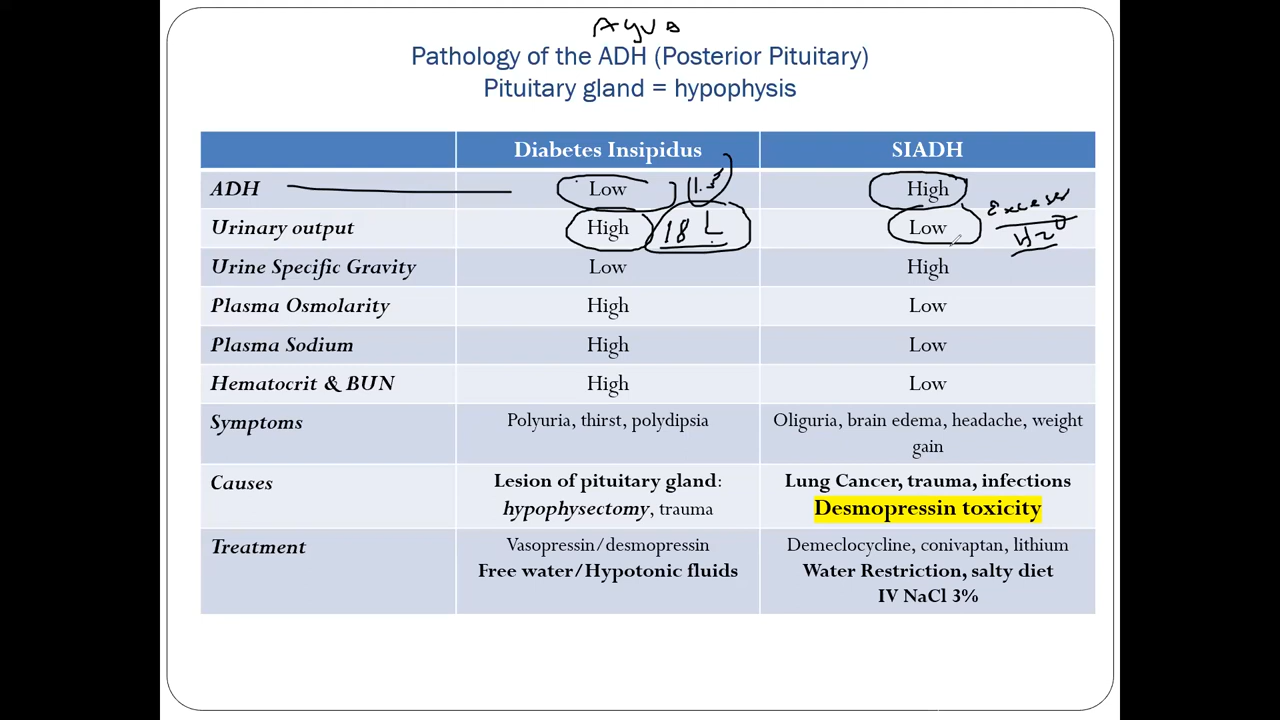 Pathology of the ADH (Posterior Pituitary)
Pituitary gland = hypophysis
Diabetes Insipidus SIADH
ADH Low High
Urinary output High 18 L Low Excess
H2O
Urine Specific Gravity Low High
Plasma Osmolarity High Low
Plasma Sodium High Low
Hematocrit & BUN High Low
Symptoms Polyuria, thirst, polydipsia Oliguria, brain edema, headache, weight
gain
Causes Lesion of pituitary gland: Lung Cancer, trauma, infections
hypophysectomy, trauma Desmopressin toxicity
Treatment Vasopressin/desmopressin Demeclocycline, conivaptan, lithium
Free water/Hypotonic fluids Water Restriction, salty diet
IV NaCl 3%